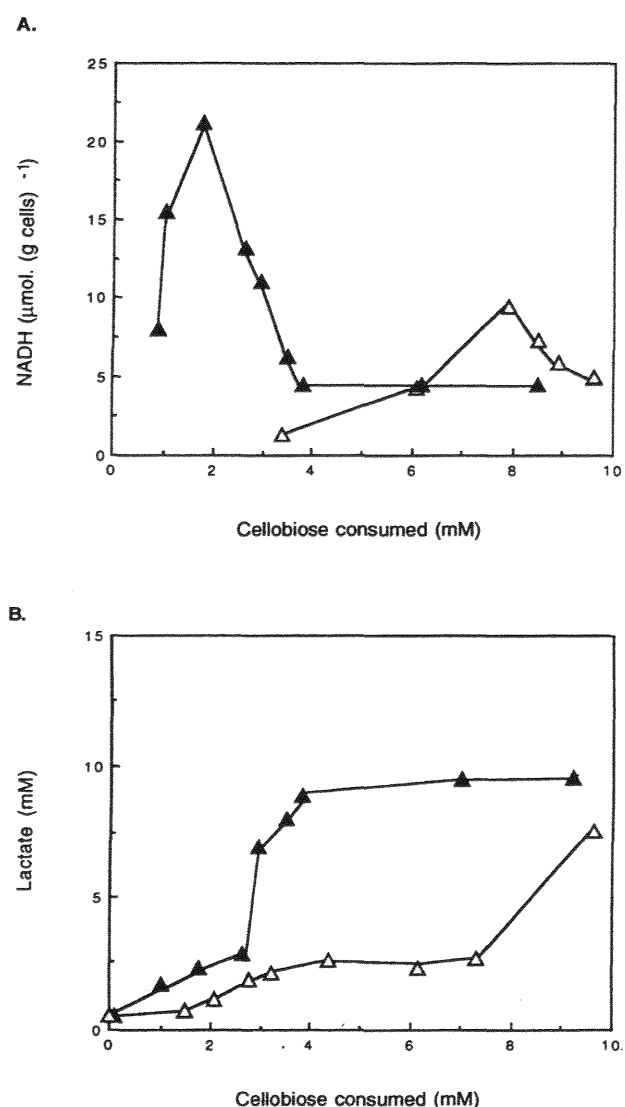 A.
25
20
15
10
5
0
NADH (µmol. (g cells) -1)
0 2 4 6 8 10
Cellobiose consumed (mM)
B.
15
10
5
0
Lactate (mM)
0 2 4 6 8 10.
Cellobiose consumed (mM)